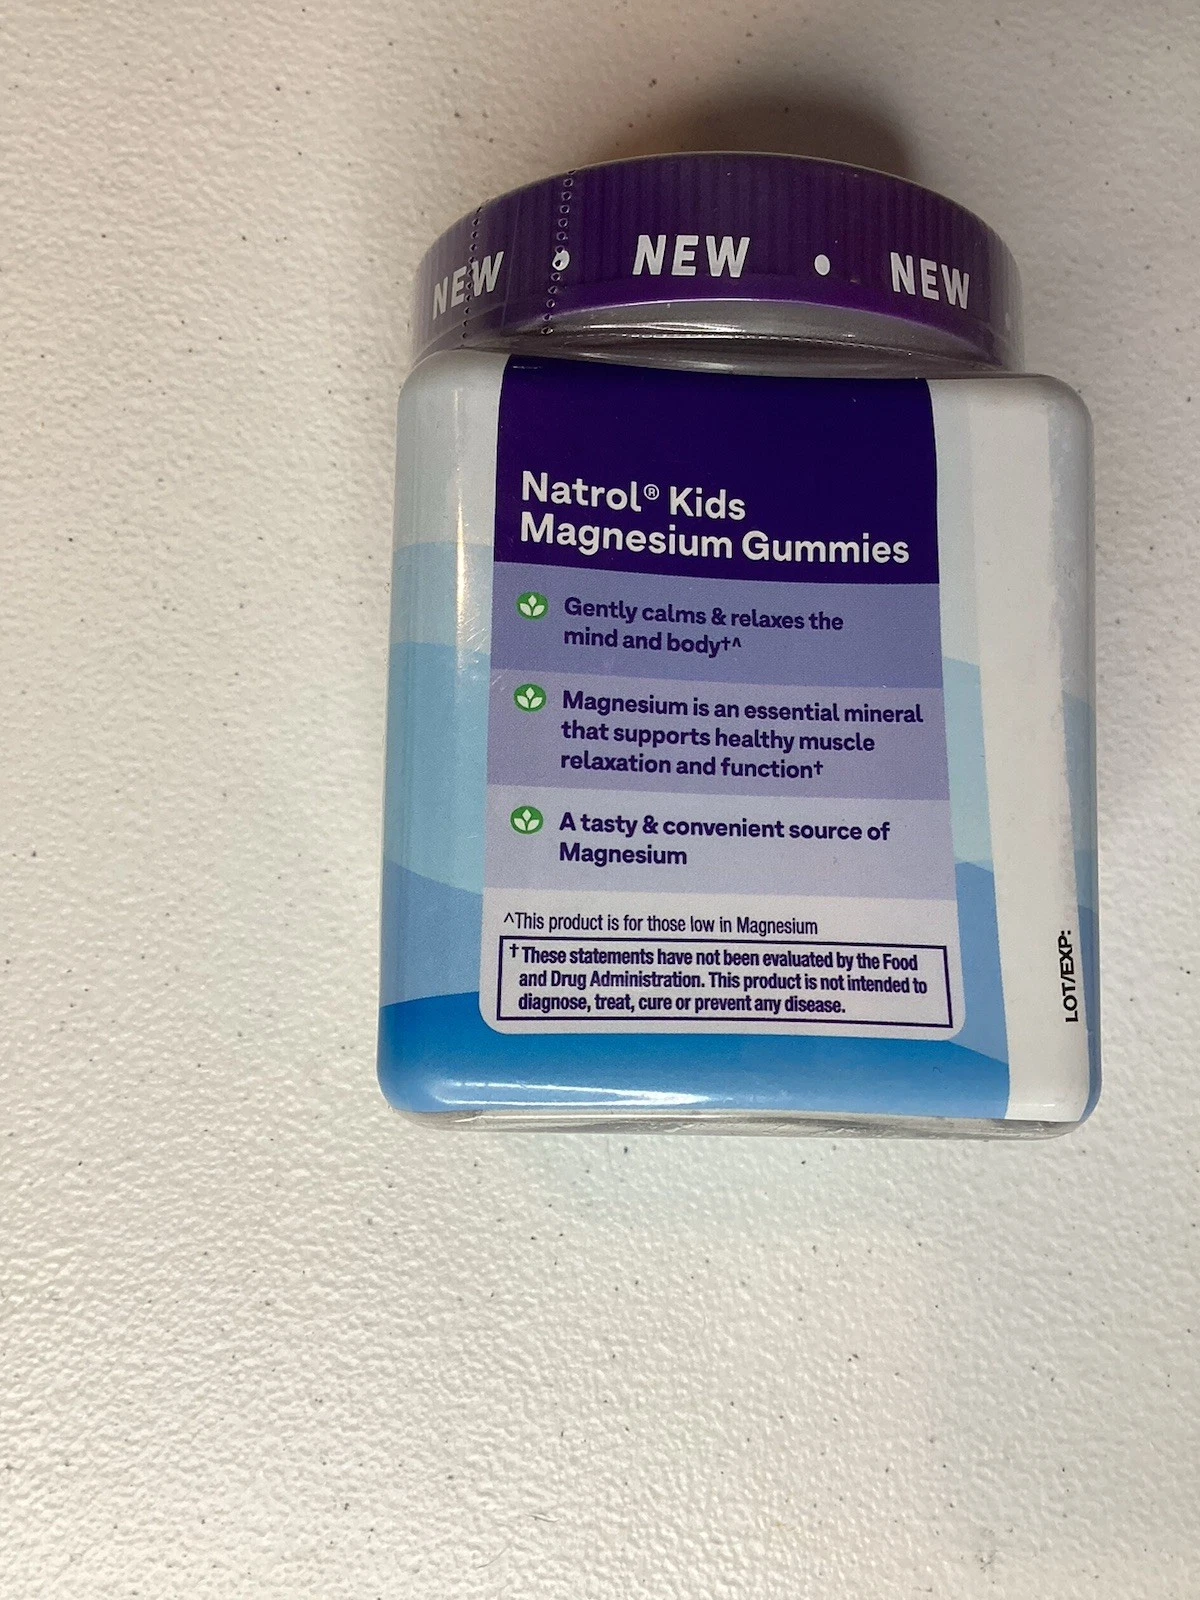 NEW • NEW • NEW
Natrol® Kids
Magnesium Gummies
Gently calms & relaxes the
mind and body†^
Magnesium is an essential mineral
that supports healthy muscle
relaxation and function†
A tasty & convenient source of
Magnesium
^This product is for those low in Magnesium
† These statements have not been evaluated by the Food
and Drug Administration. This product is not intended to
diagnose, treat, cure or prevent any disease.
LOT/EXP: